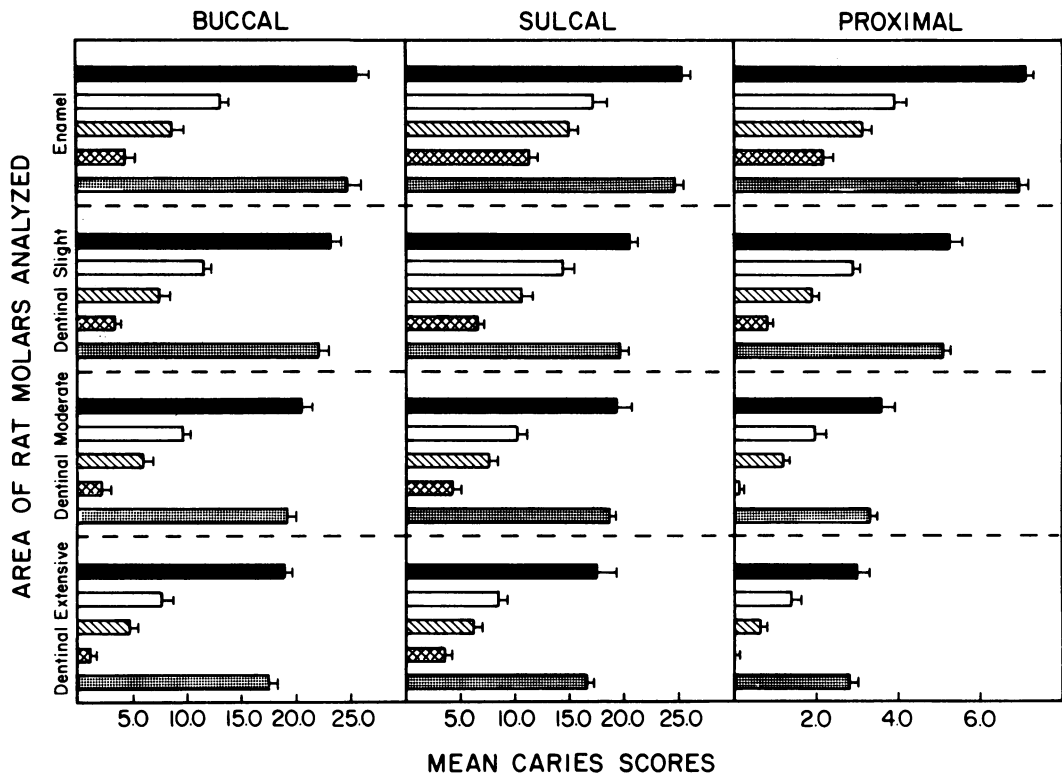 BUCCAL SULCAL PROXIMAL
AREA OF RAT MOLARS ANALYZED
Enamel
Dentinal Slight
Dentinal Moderate
Dentinal Extensive
5.0 10.0 15.0 20.0 25.0 5.0 10.0 15.0 20.0 25.0 2.0 4.0 6.0
MEAN CARIES SCORES